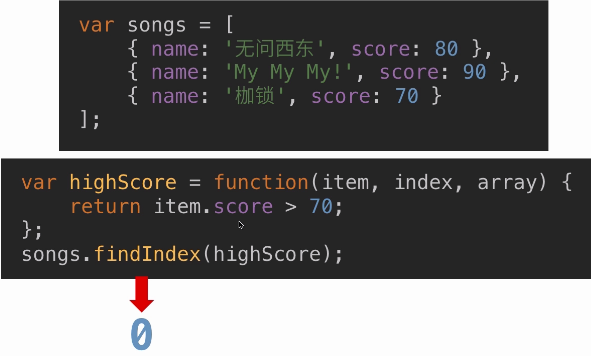 var songs = [
    { name: '无问西东', score: 80 },
    { name: 'My My My!', score: 90 },
    { name: '枷锁', score: 70 }
];
var highScore = function(item, index, array) {
    return item.score > 70;
};
songs.findIndex(highScore);
0